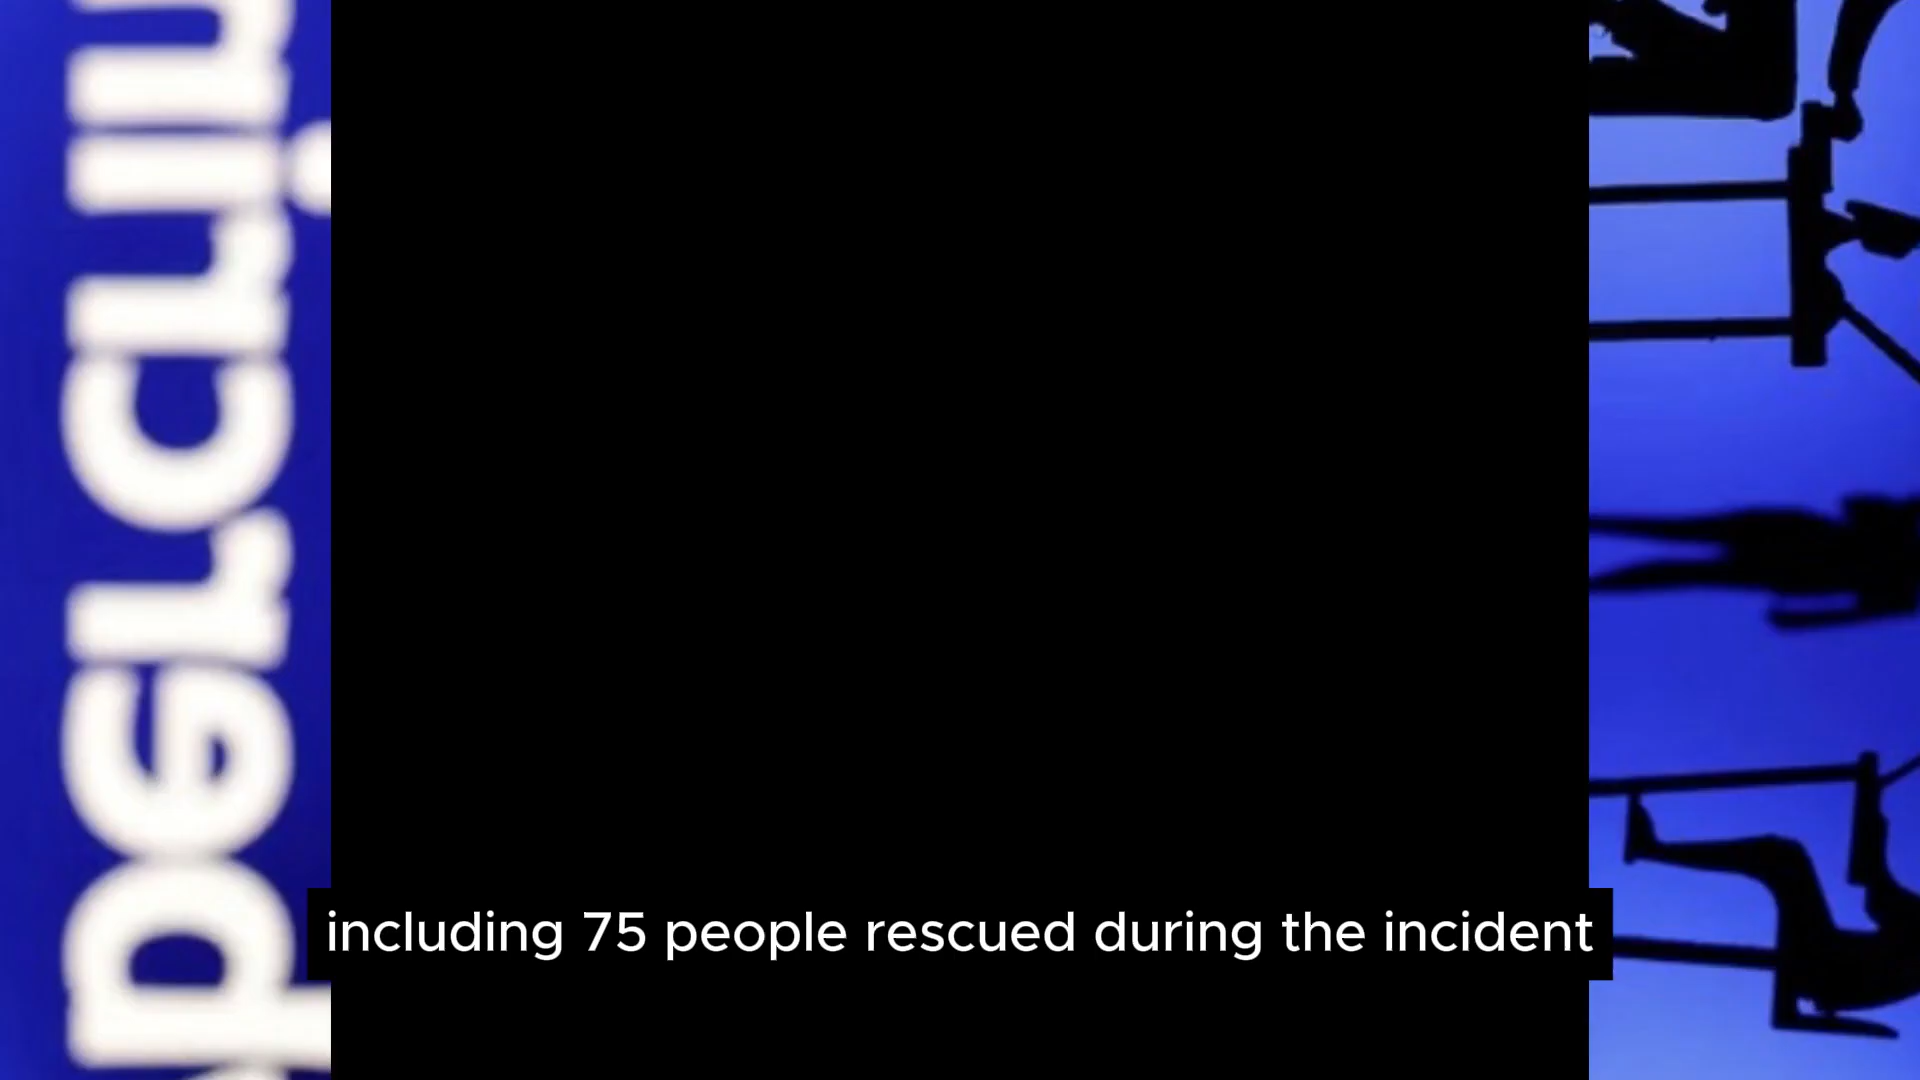 including 75 people rescued during the incident